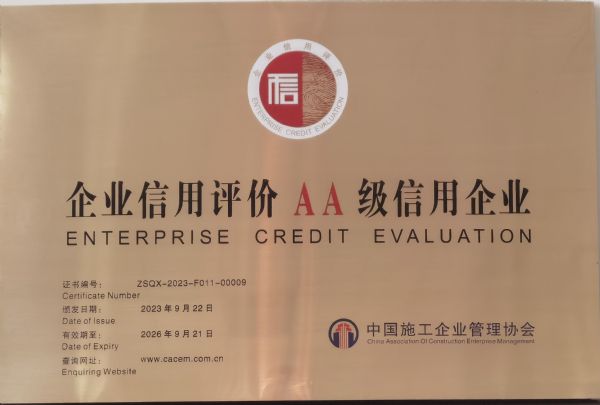 企业信用评价
信
ENTERPRISE CREDIT EVALUATION
企业信用评价 AA 级信用企业
ENTERPRISE CREDIT EVALUATION
证书编号： ZSQX-2023-F011-00009
Certificate Number
颁发日期： 2023 年 9 月 22 日
Date of Issue
有效期至： 2026 年 9 月 21 日
Date of Expiry
查询网址： www.cacem.com.cn
Enquiring Website
中国施工企业管理协会
China Association Of Construction Enterprise Management